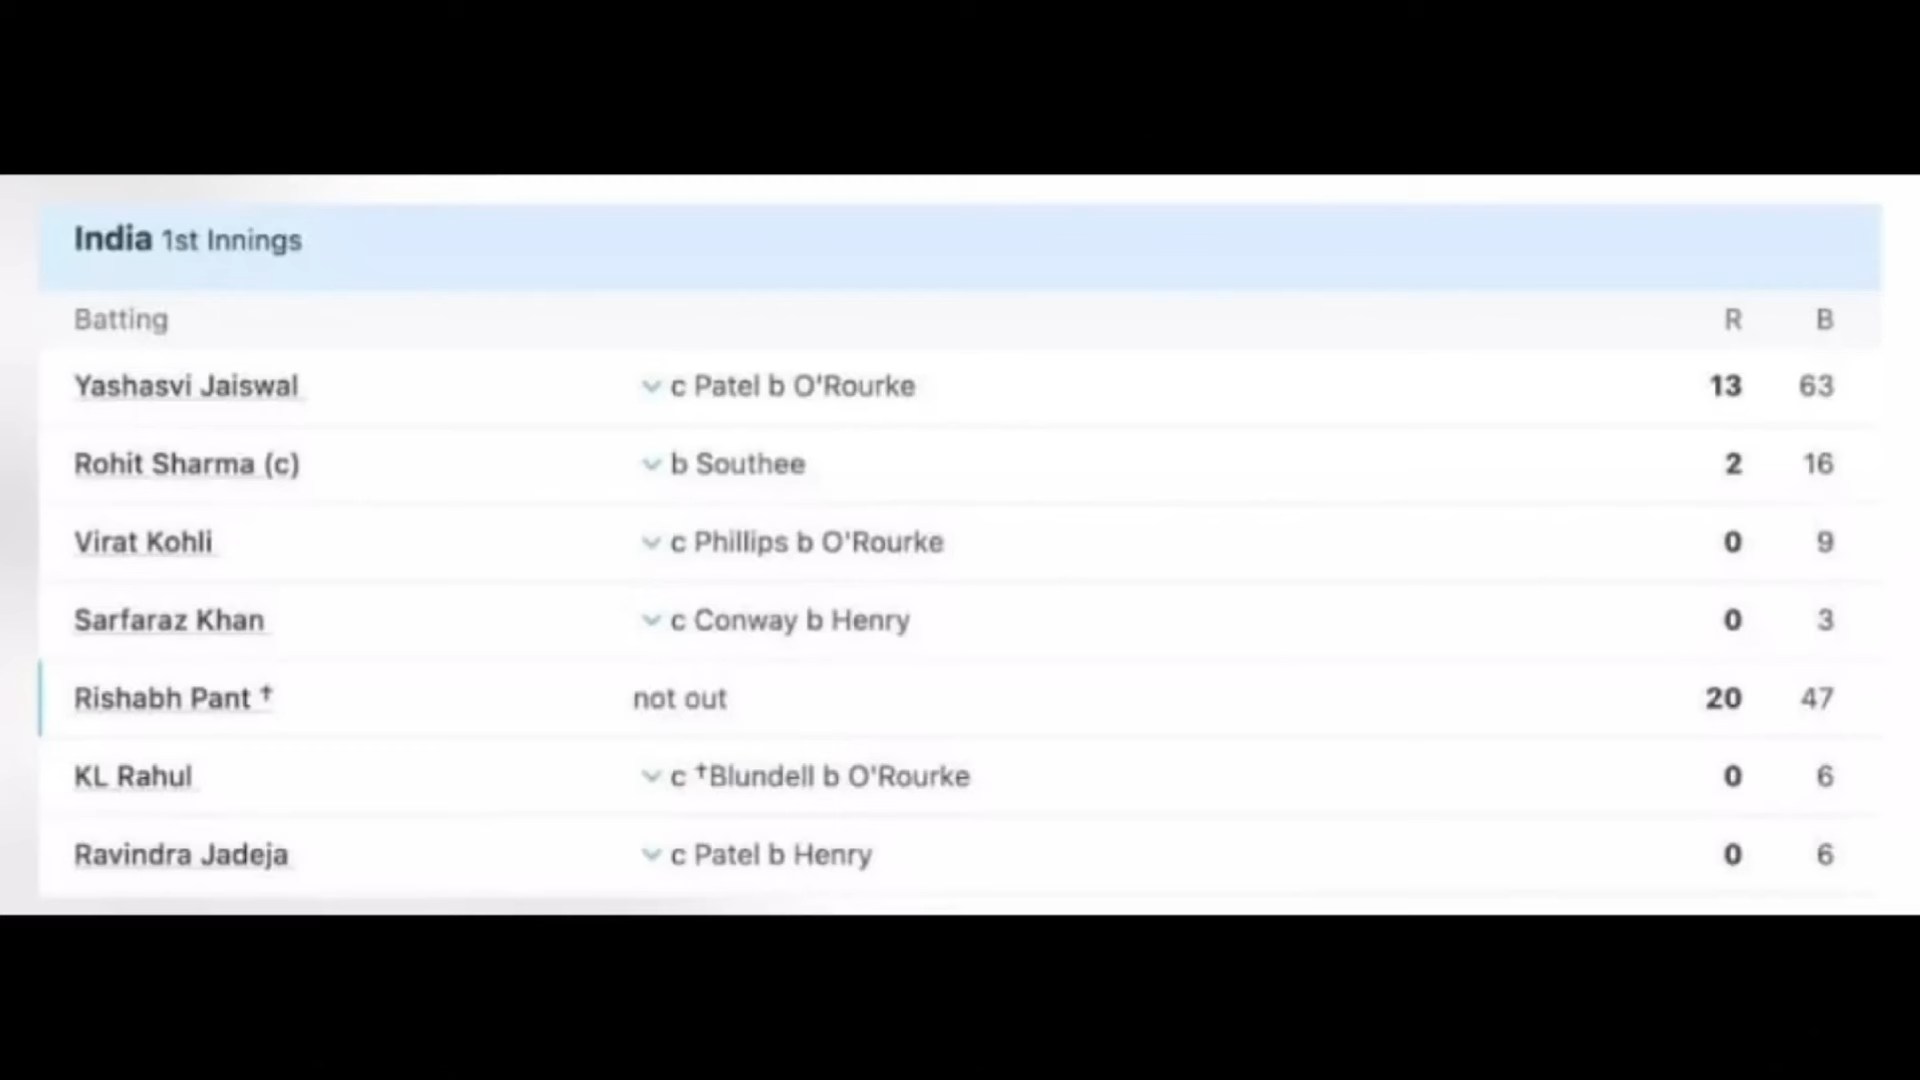 India 1st Innings
Batting R B
Yashasvi Jaiswal c Patel b O'Rourke 13 63
Rohit Sharma (c) b Southee 2 16
Virat Kohli c Phillips b O'Rourke 0 9
Sarfaraz Khan c Conway b Henry 0 3
Rishabh Pant † not out 20 47
KL Rahul c †Blundell b O'Rourke 0 6
Ravindra Jadeja c Patel b Henry 0 6